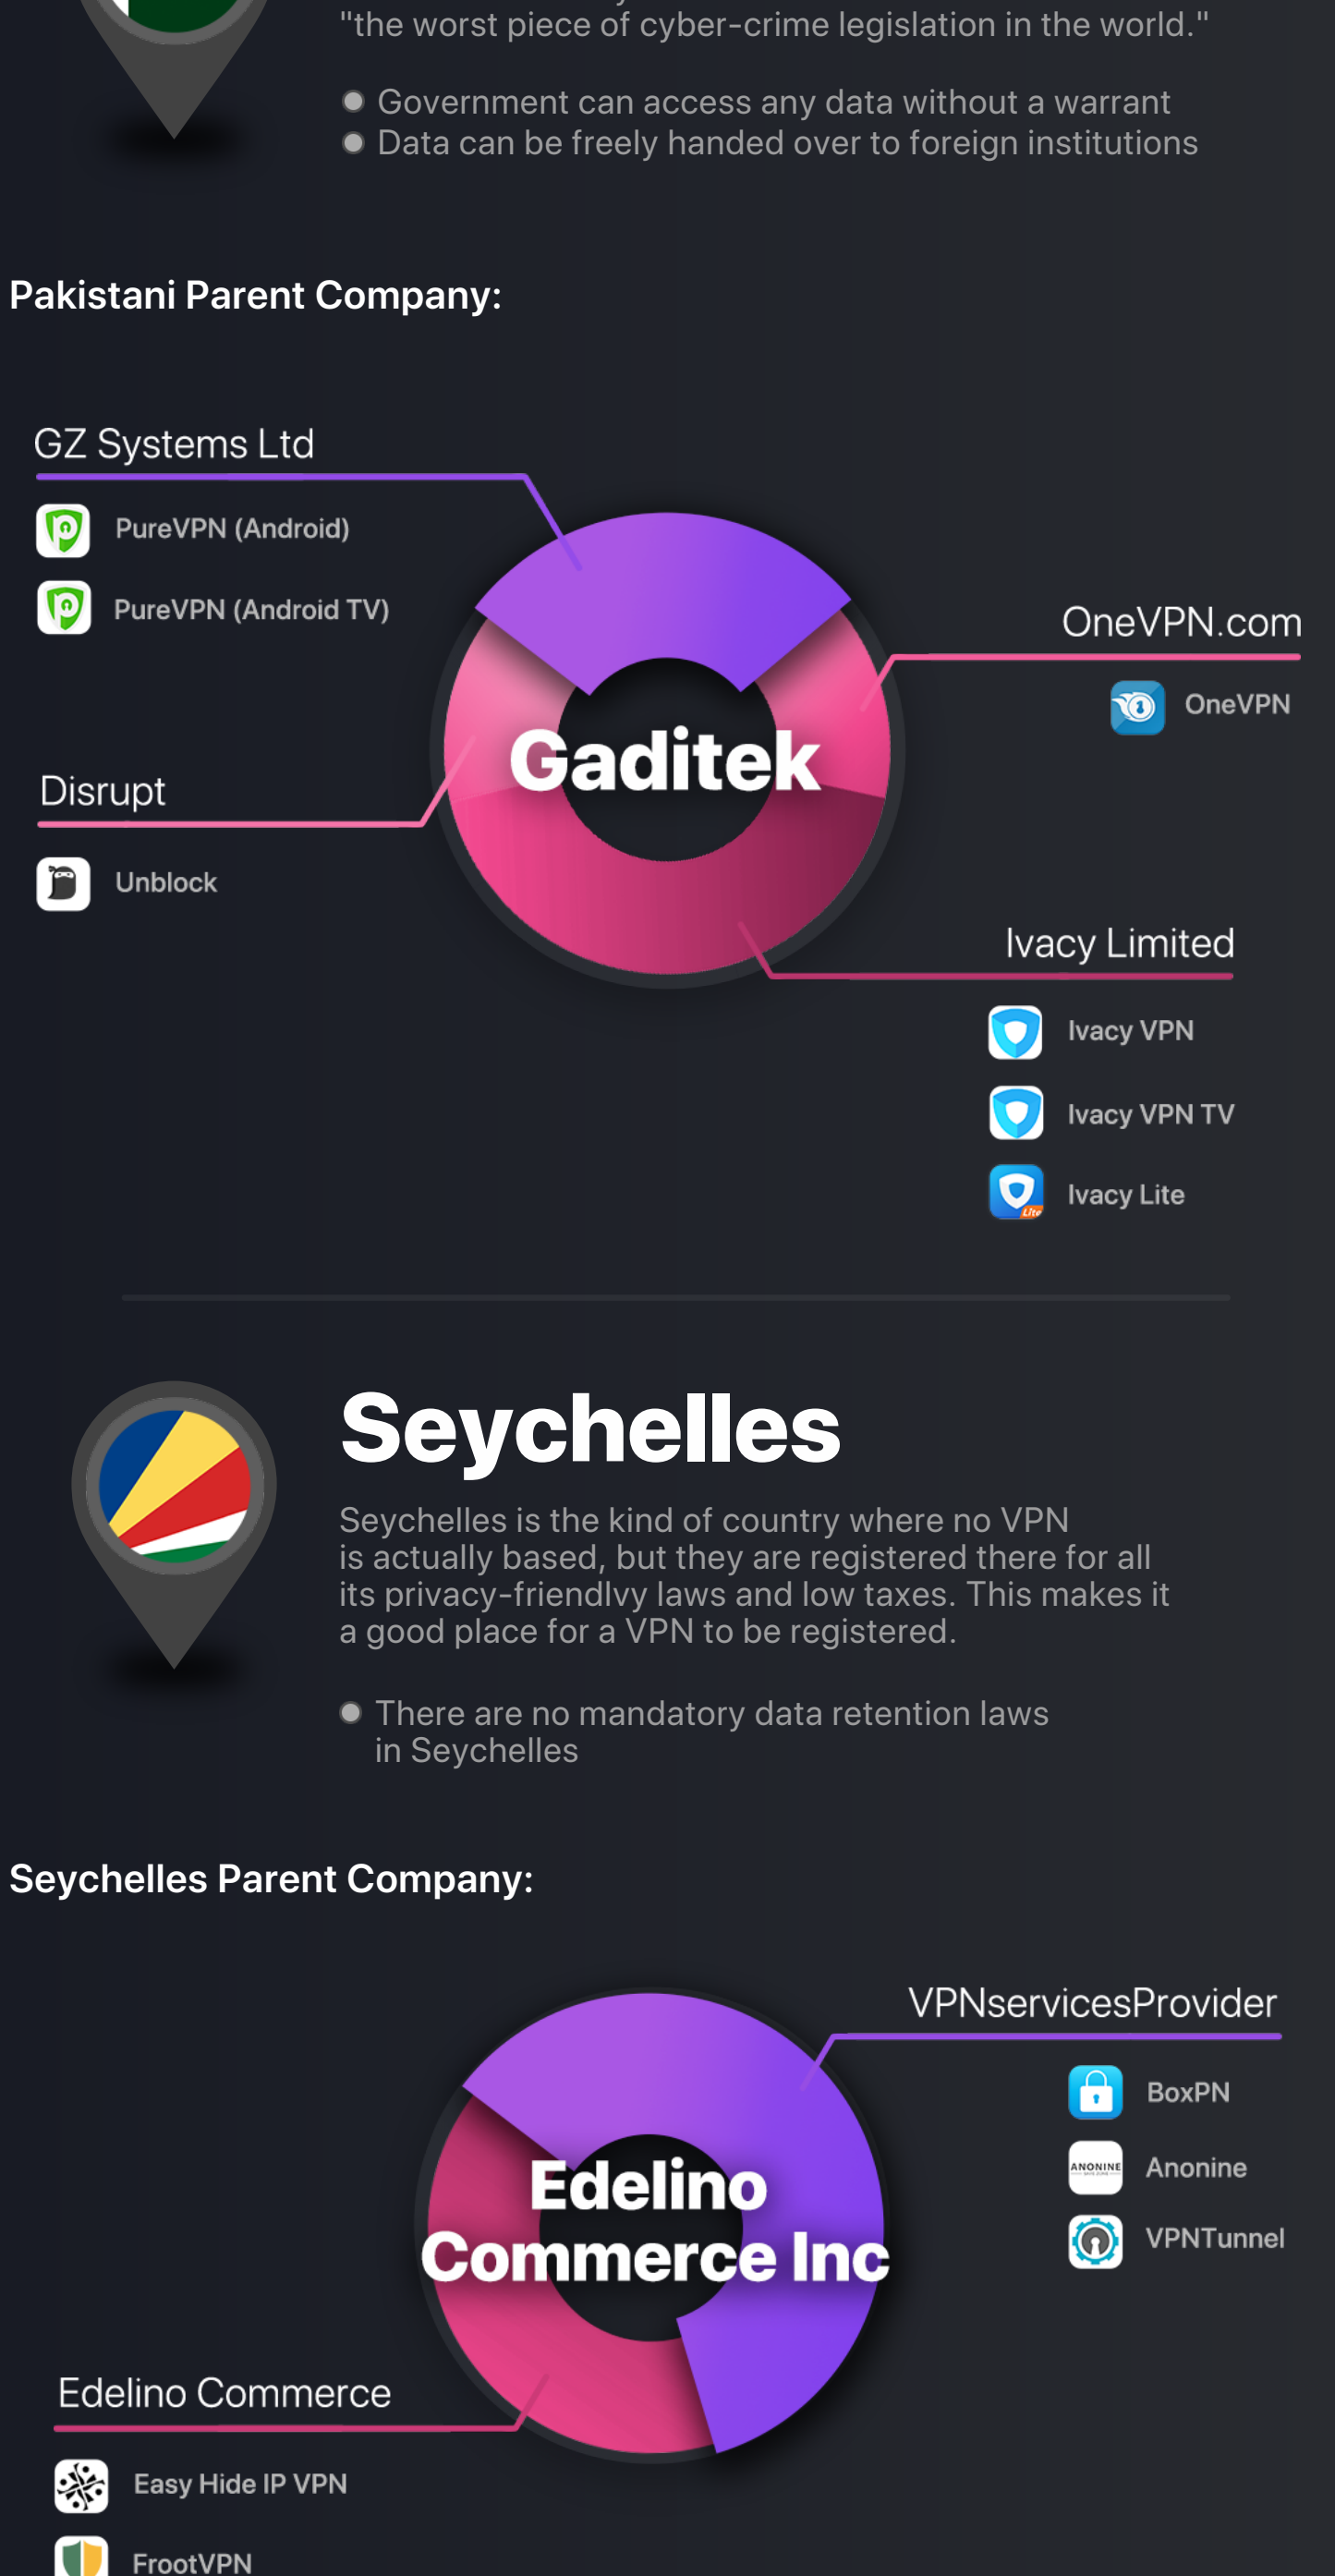 "the worst piece of cyber-crime legislation in the world."
Government can access any data without a warrant
Data can be freely handed over to foreign institutions
Pakistani Parent Company:
GZ Systems Ltd
PureVPN (Android)
PureVPN (Android TV)
OneVPN.com
OneVPN
Gaditek
Disrupt
Unblock
Ivacy Limited
Ivacy VPN
Ivacy VPN TV
Ivacy Lite
Lite
Seychelles
Seychelles is the kind of country where no VPN
is actually based, but they are registered there for all
its privacy-friendlvy laws and low taxes. This makes it
a good place for a VPN to be registered.
There are no mandatory data retention laws
in Seychelles
Seychelles Parent Company:
VPNservicesProvider
BoxPN
ANONINE
Anonine
VPNTunnel
Edelino
Commerce Inc
Edelino Commerce
Easy Hide IP VPN
FrootVPN